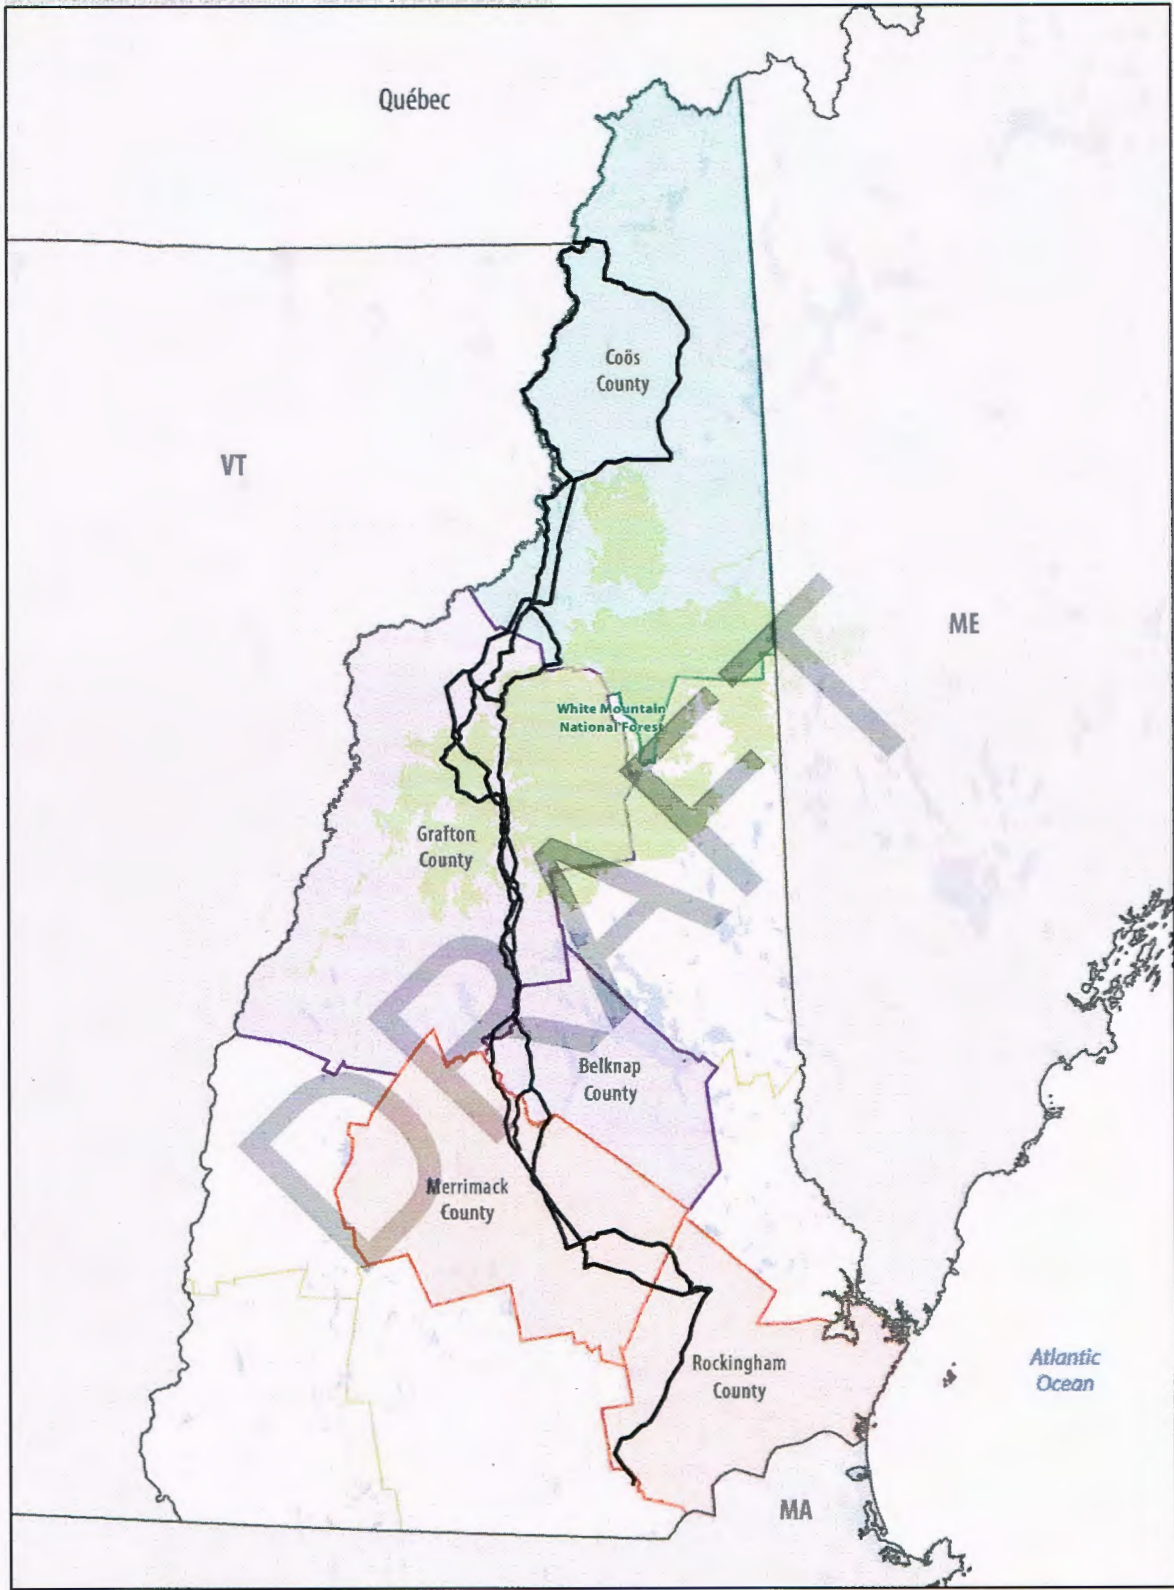 Québec
Coös
County
VT
ME
White Mountain
National Forest
Grafton
County
DRAFT
Belknap
County
Merrimack
County
Rockingham
County
Atlantic
Ocean
MA